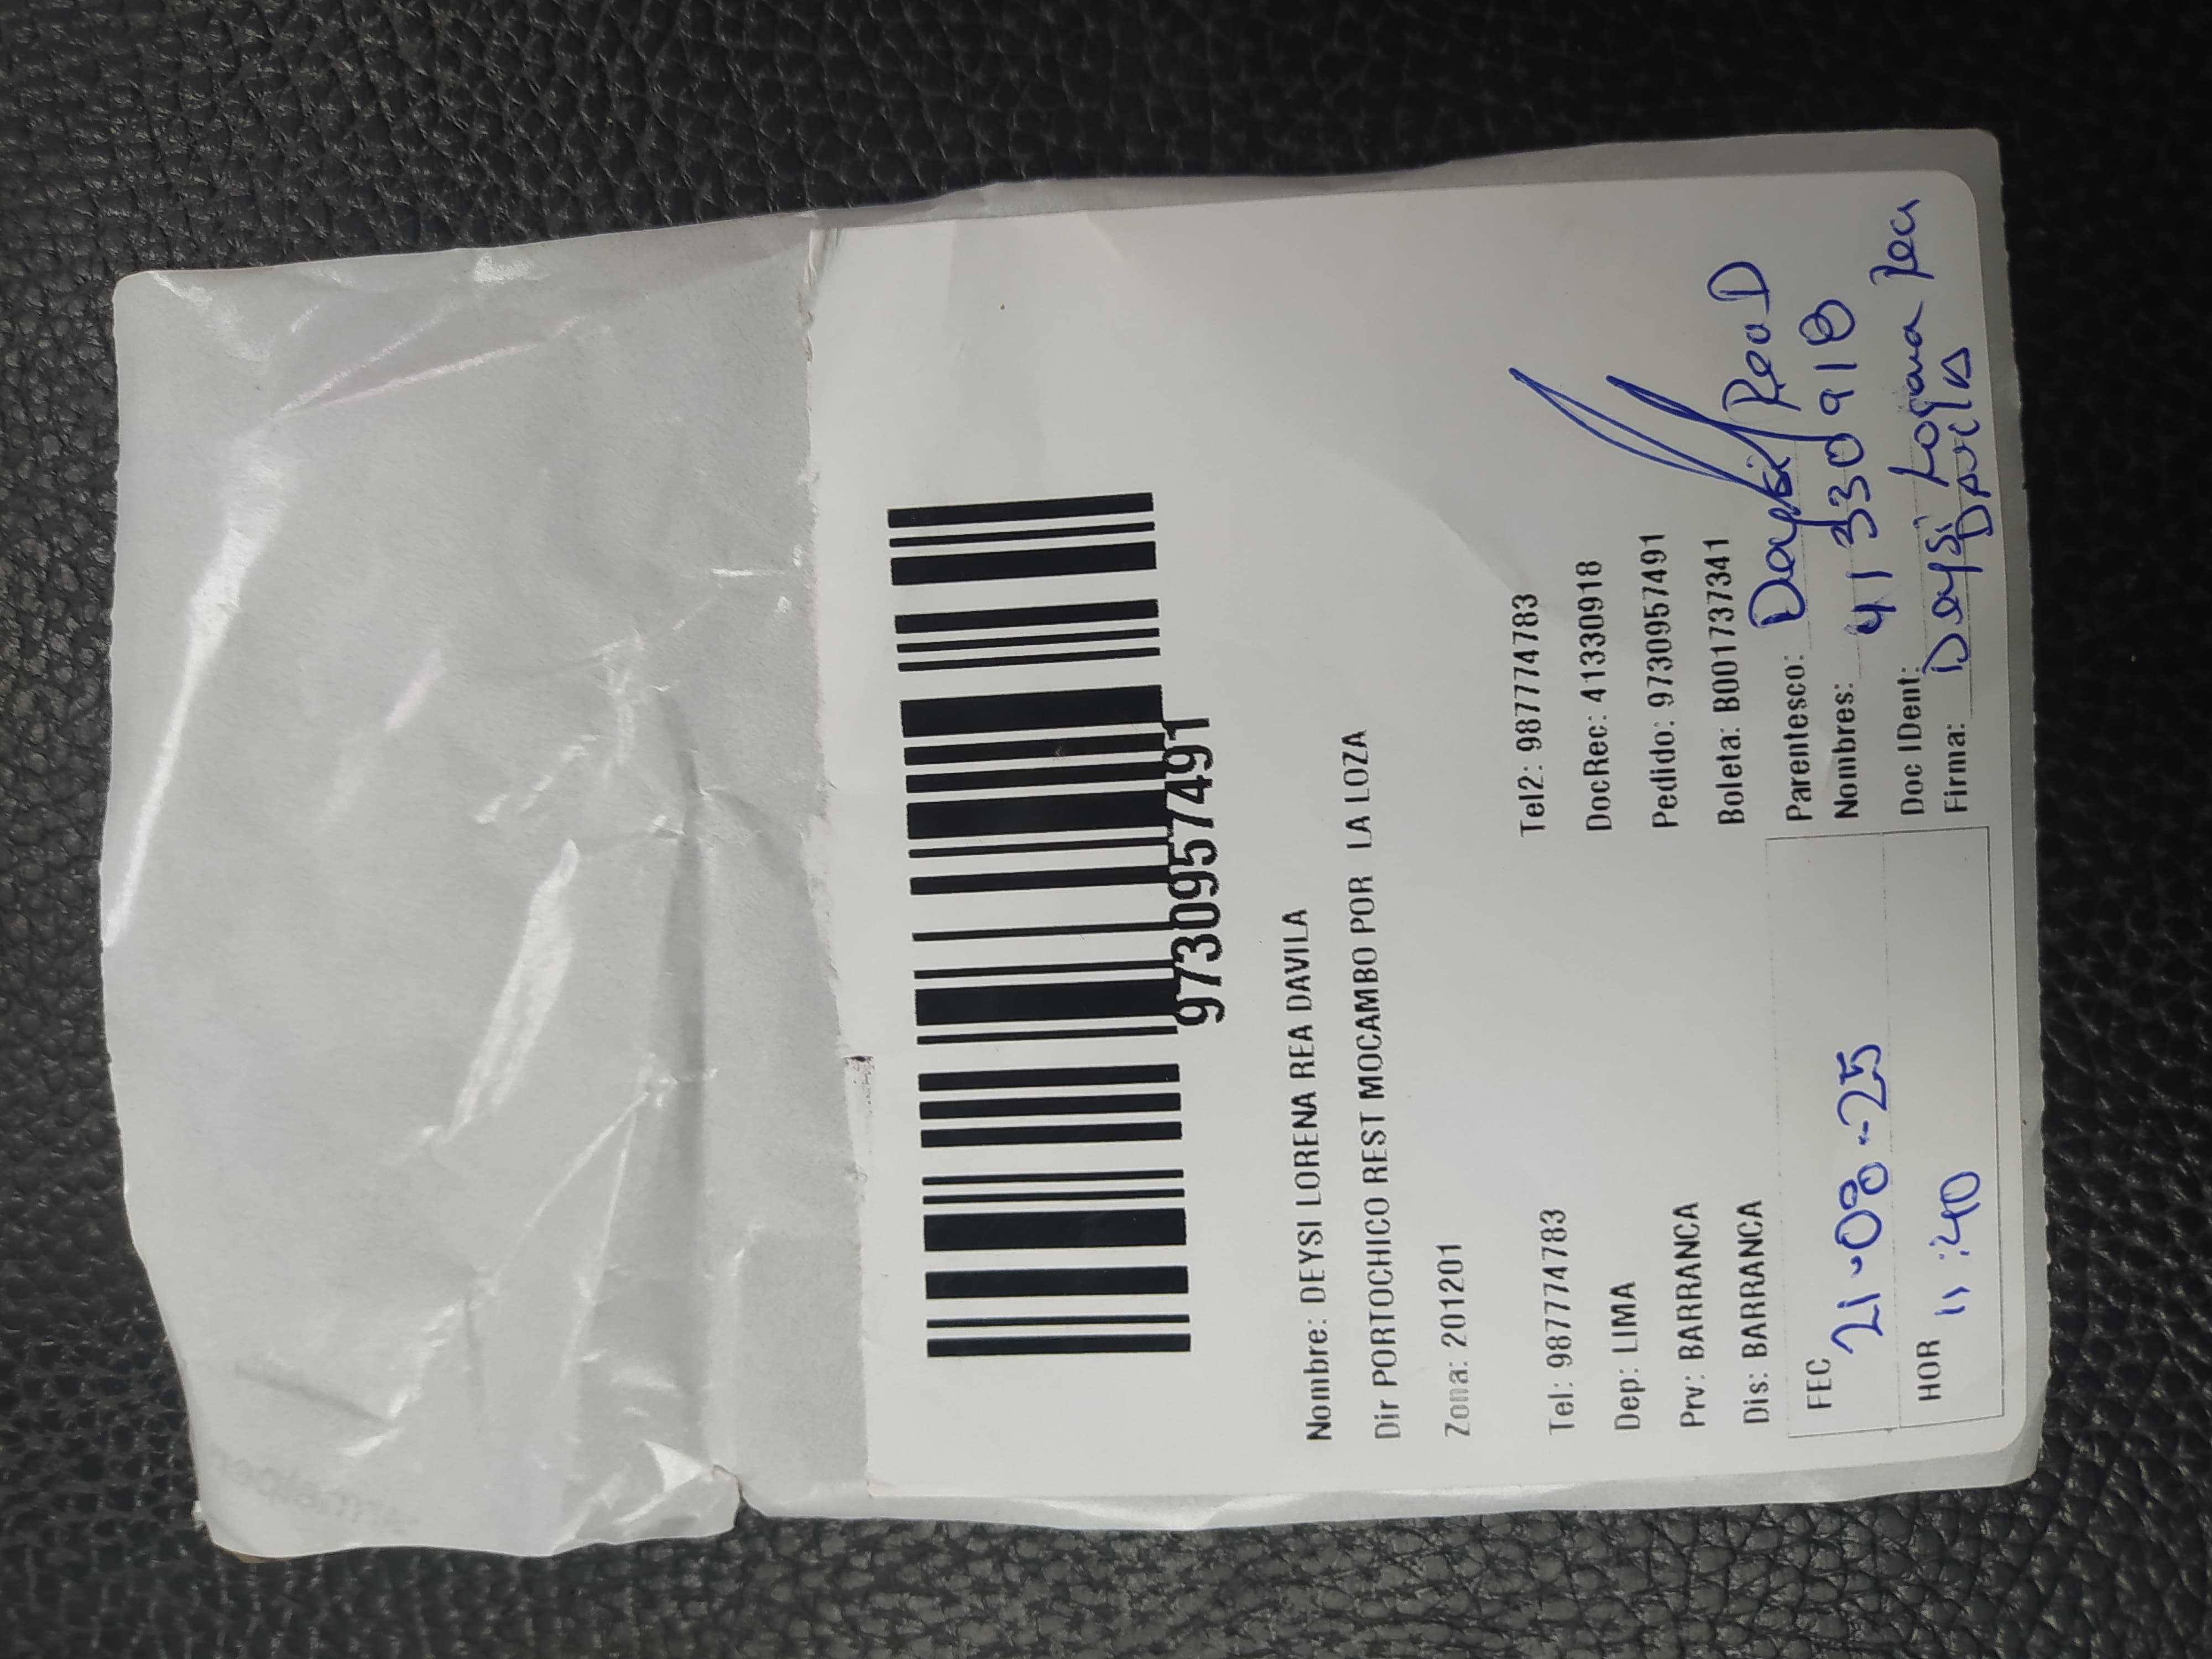 9730957491
Nombre: DEYSI LORENA REA DAVILA
Dir PORTOCHICO REST MOCAMBO POR LA LOZA
Zona: 201201
Tel: 987774783 Tel2: 987774783
Dep: LIMA DocRec: 41330918
Prv: BARRANCA Pedido: 9730957491
Dis: BARRANCA Boleta: B001737341
FEC 21-08-25
HOR 11:40
Parentesco: Deysi Rea D
Nombres: 41330918
Doc IDent: Deysi Lorena Rea
Firma: Davila